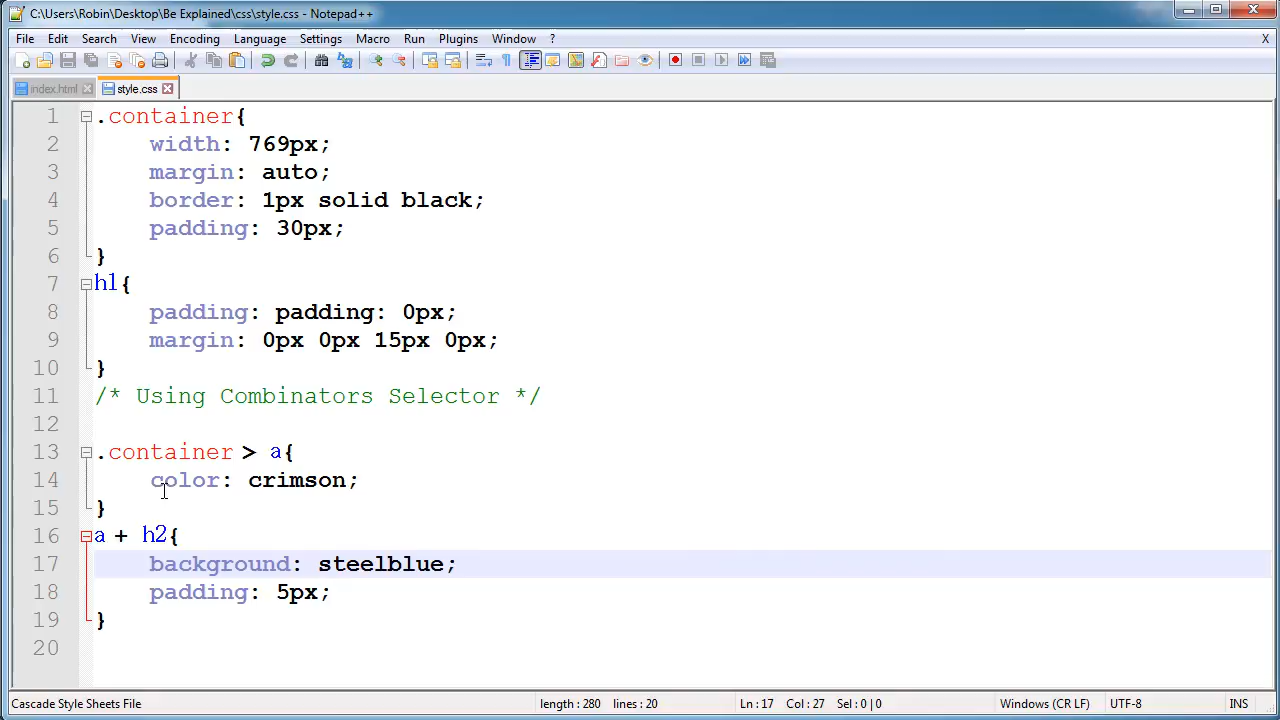 C:\Users\Robin\Desktop\Be Explained\css\style.css - Notepad++
File Edit Search View Encoding Language Settings Macro Run Plugins Window ? X
index.html style.css
1 .container{
2 width: 769px;
3 margin: auto;
4 border: 1px solid black;
5 padding: 30px;
6 }
7 h1{
8 padding: padding: 0px;
9 margin: 0px 0px 15px 0px;
10 }
11 /* Using Combinators Selector */
12
13 .container > a{
14 color: crimson;
15 }
16 a + h2{
17 background: steelblue;
18 padding: 5px;
19 }
20
Cascade Style Sheets File length : 280 lines : 20 Ln : 17 Col : 27 Sel : 0 | 0 Windows (CR LF) UTF-8 INS